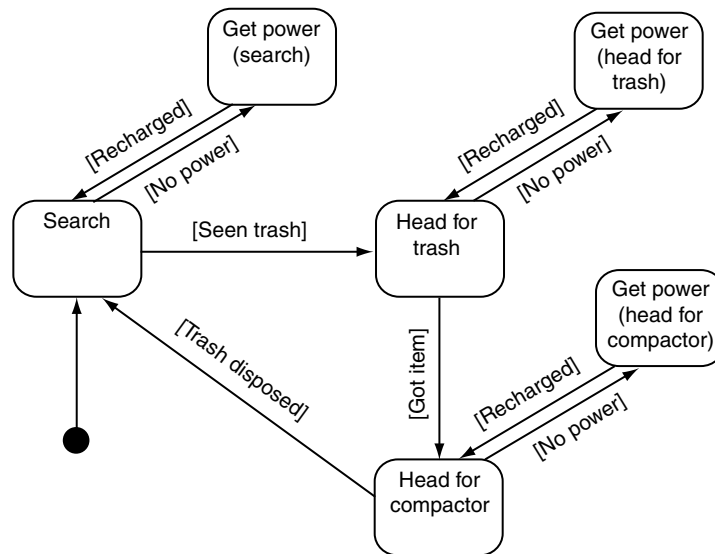 Get power
(search)
Get power
(head for
trash)
[Recharged]
[No power]
[Recharged]
[No power]
Search
[Seen trash]
Head for
trash
Get power
(head for
compactor)
[Trash disposed]
[Got item]
[Recharged]
[No power]
Head for
compactor